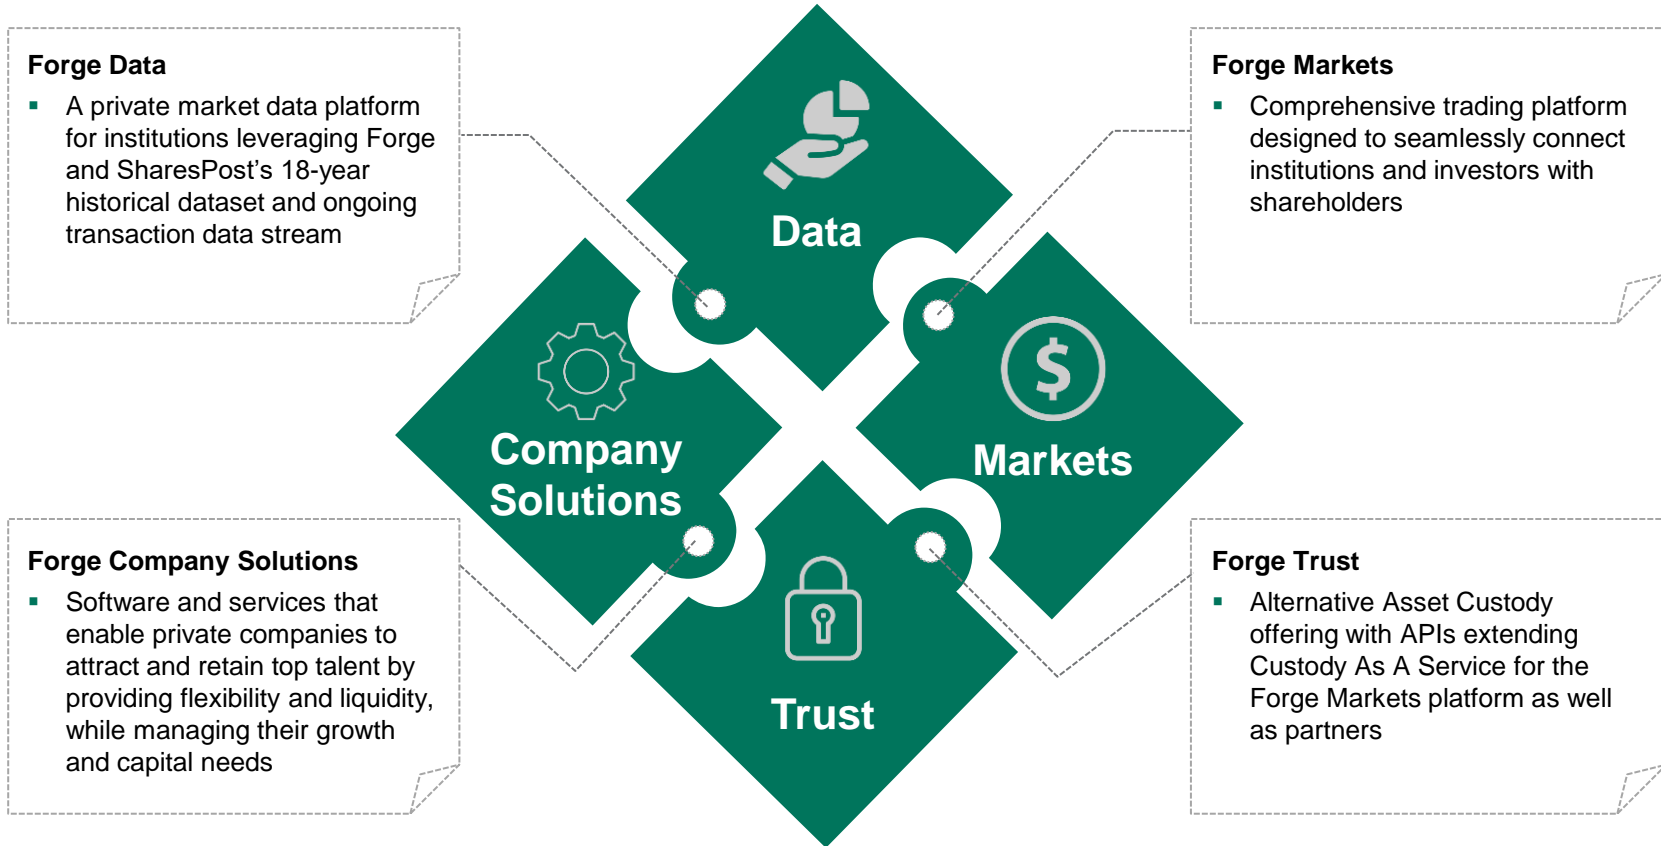 Forge Data
▪ A private market data platform
for institutions leveraging Forge
and SharesPost’s 18-year
historical dataset and ongoing
transaction data stream
Data
Forge Markets
▪ Comprehensive trading platform
designed to seamlessly connect
institutions and investors with
shareholders
Company
Solutions
$
Markets
Forge Company Solutions
▪ Software and services that
enable private companies to
attract and retain top talent by
providing flexibility and liquidity,
while managing their growth
and capital needs
Trust
Forge Trust
▪ Alternative Asset Custody
offering with APIs extending
Custody As A Service for the
Forge Markets platform as well
as partners